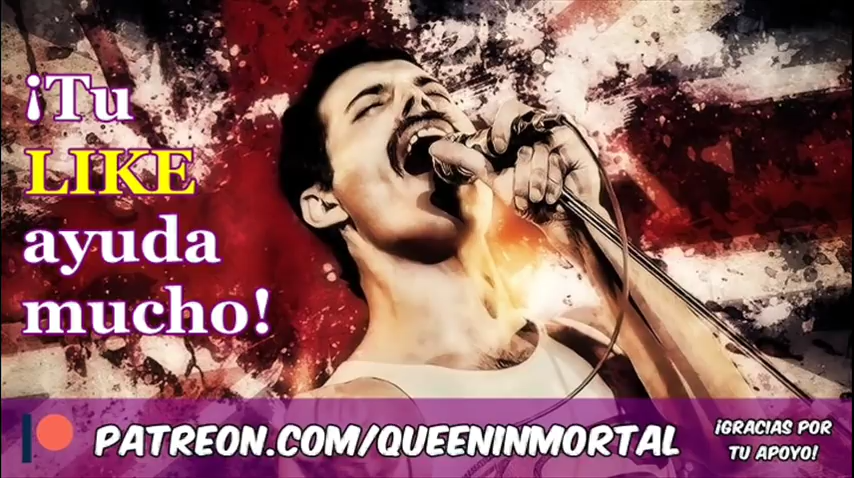 ¡Tu
LIKE
ayuda
mucho!
PATREON.COM/QUEENINMORTAL
¡GRACIAS POR
TU APOYO!